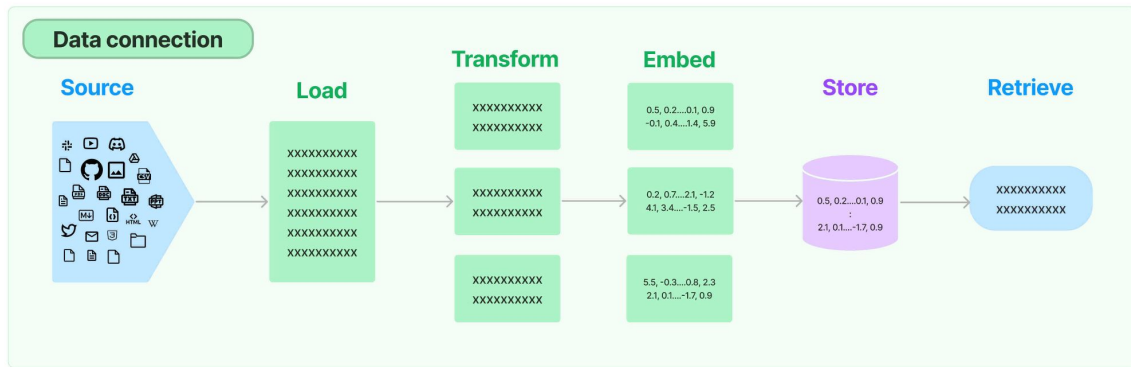 Data connection
Source
Load
Transform
Embed
Store
Retrieve
CSV
TXT
M↓
HTML
W
XXXXXXXXXX
XXXXXXXXXX
XXXXXXXXXX
XXXXXXXXXX
XXXXXXXXXX
XXXXXXXXXX
XXXXXXXXXX
XXXXXXXXXX
XXXXXXXXXX
XXXXXXXXXX
XXXXXXXXXX
XXXXXXXXXX
XXXXXXXXXX
0.5, 0.2....0.1, 0.9
-0.1, 0.4....1.4, 5.9
0.2, 0.7....2.1, -1.2
4.1, 3.4....-1.5, 2.5
5.5, -0.3....0.8, 2.3
2.1, 0.1....-1.7, 0.9
0.5, 0.2....0.1, 0.9
:
2.1, 0.1....-1.7, 0.9
XXXXXXXXXX
XXXXXXXXXX